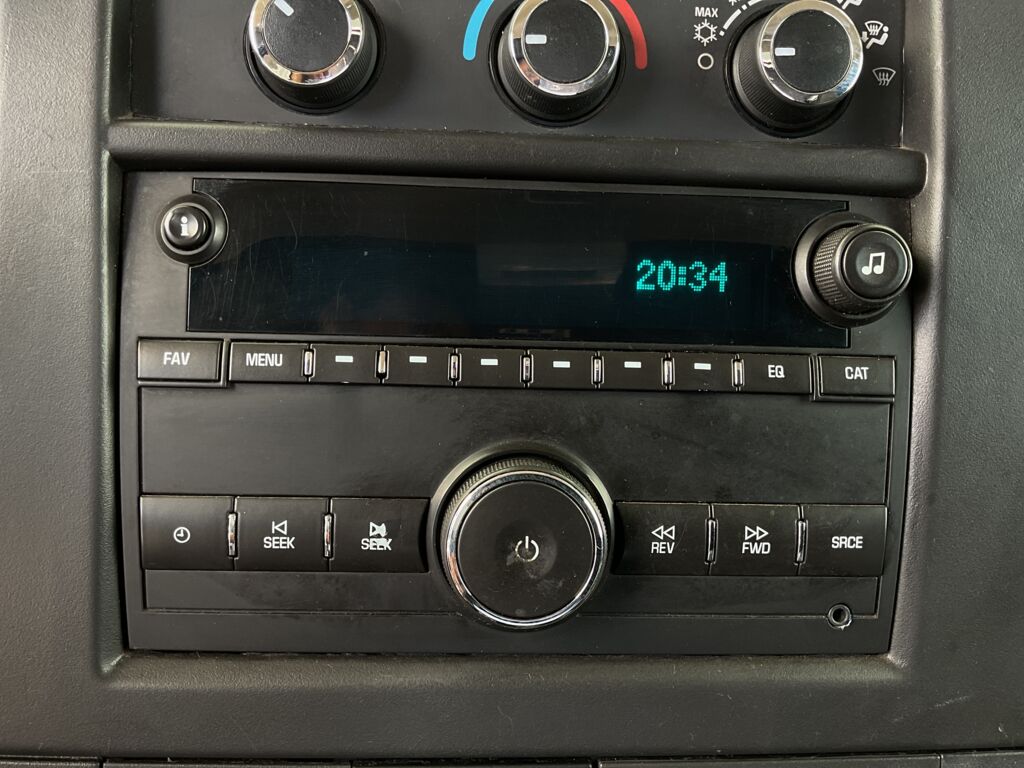 MAX
i
20:34
FAV
MENU
EQ
CAT
SEEK
SEEK
REV
FWD
SRCE